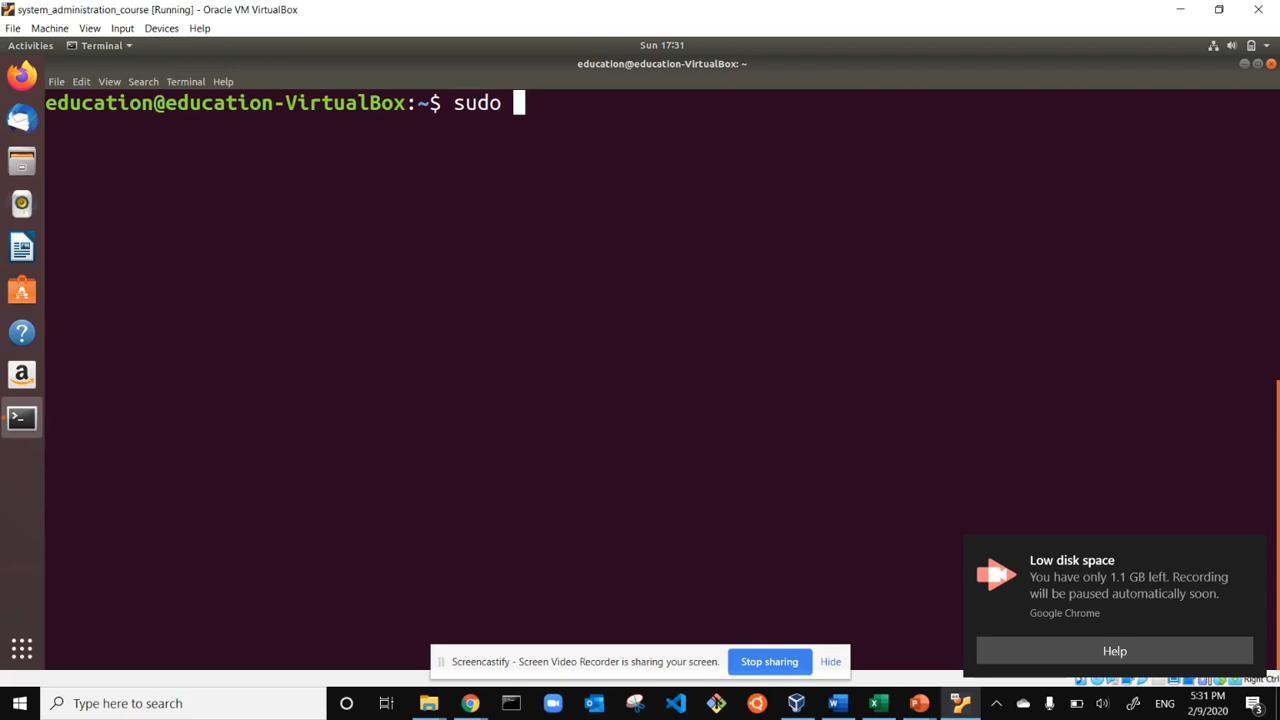 system_administration_course [Running] - Oracle VM VirtualBox
File Machine View Input Devices Help
Activities Terminal Sun 17:31
education@education-VirtualBox: ~
File Edit View Search Terminal Help
education@education-VirtualBox:~$ sudo
Low disk space
You have only 1.1 GB left. Recording
will be paused automatically soon.
Google Chrome
Help
Screencastify - Screen Video Recorder is sharing your screen. Stop sharing Hide
Right Ctrl
Type here to search
ENG
5:31 PM
2/9/2020
3